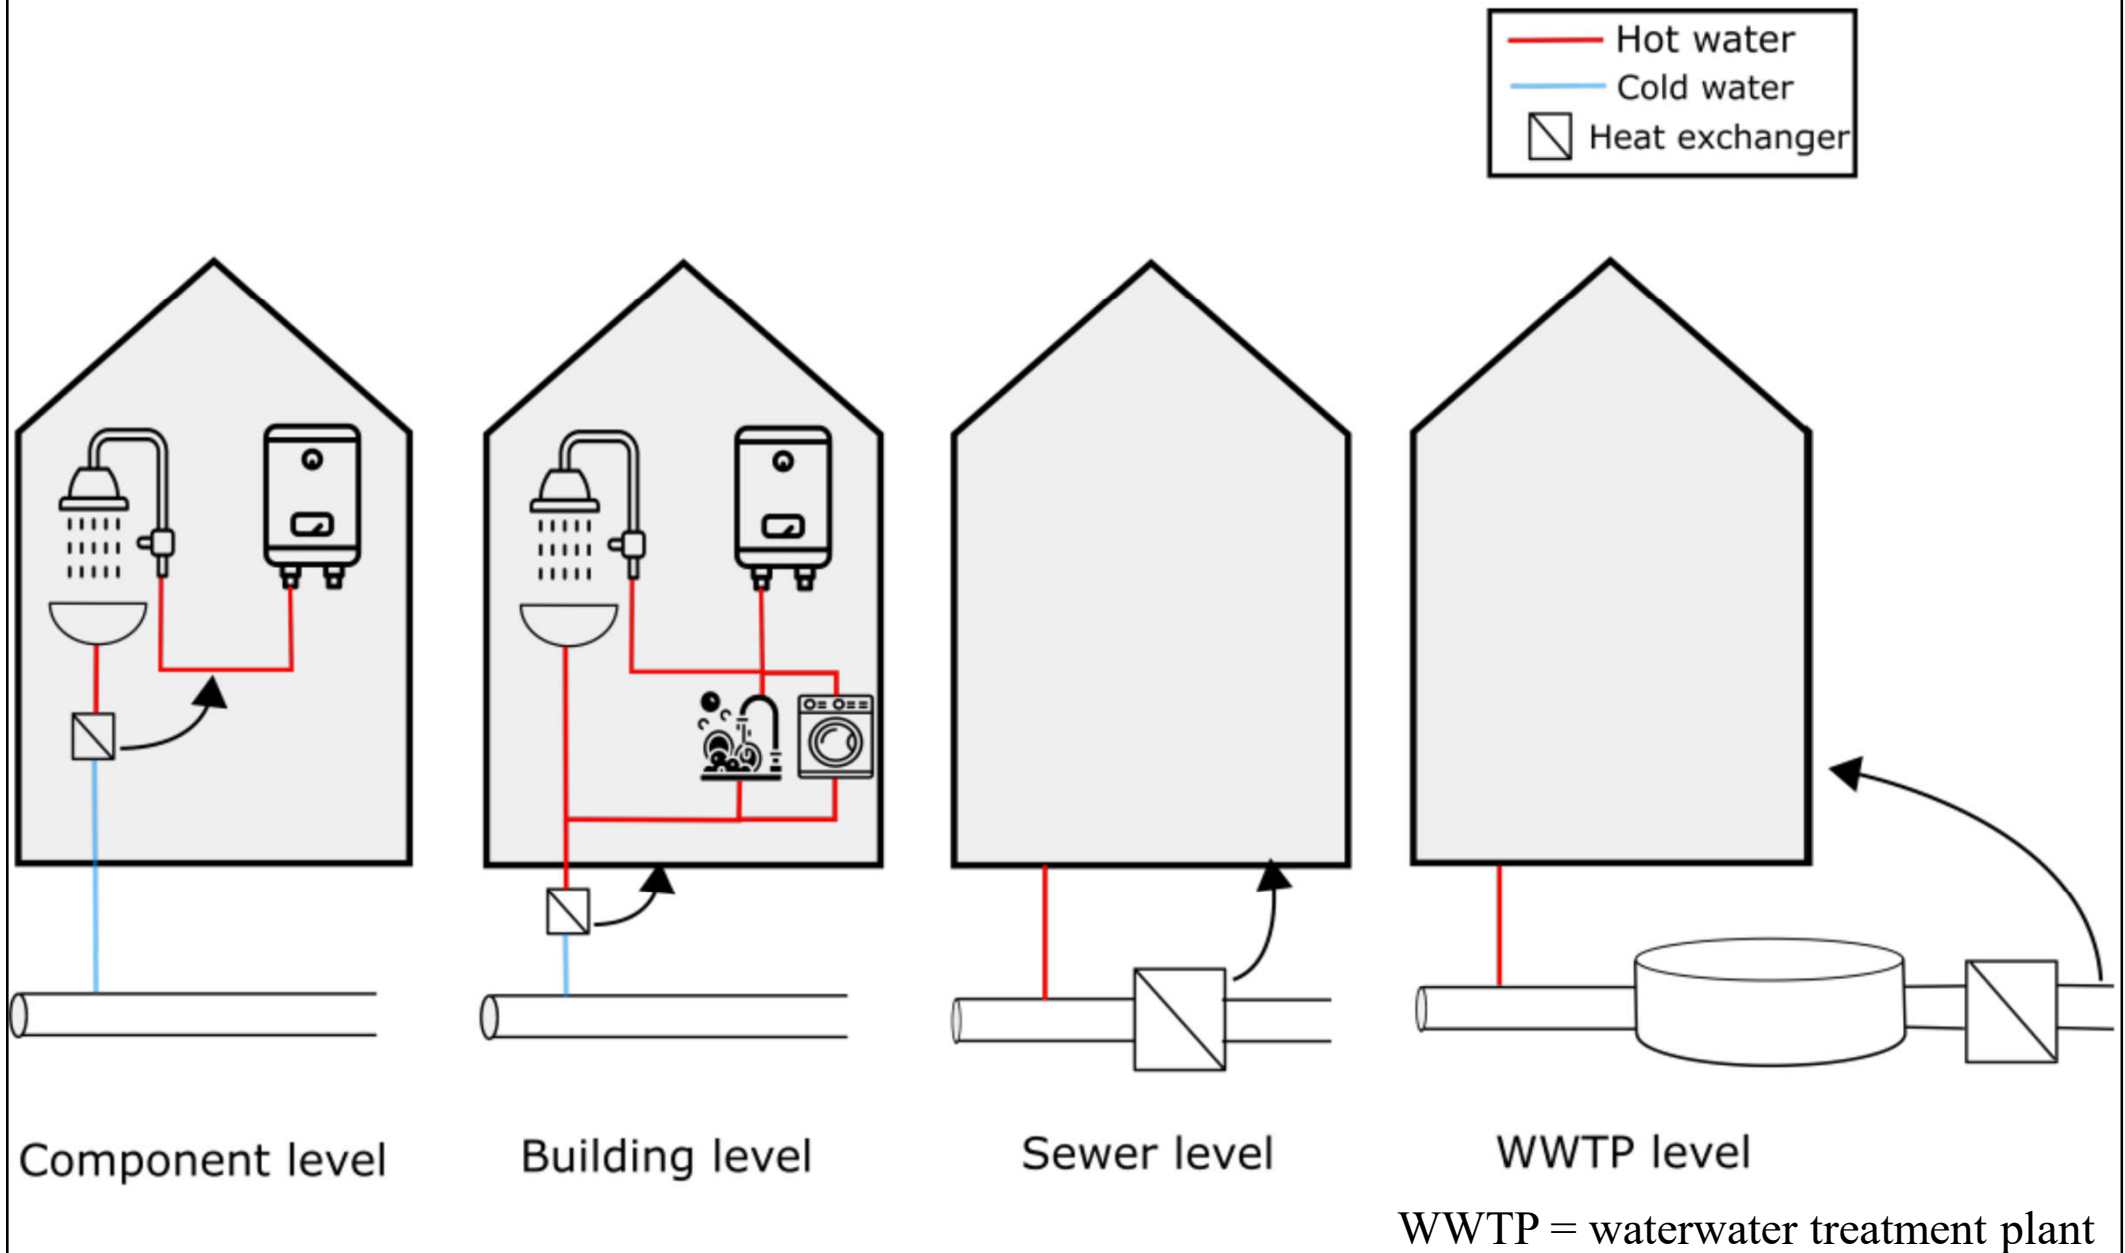 Hot water
Cold water
Heat exchanger
Component level
Building level
Sewer level
WWTP level
WWTP = waterwater treatment plant